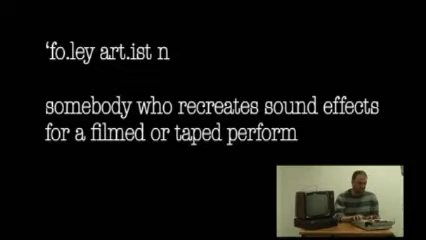 ‘fo.ley art.ist n
somebody who recreates sound effects
for a filmed or taped perform